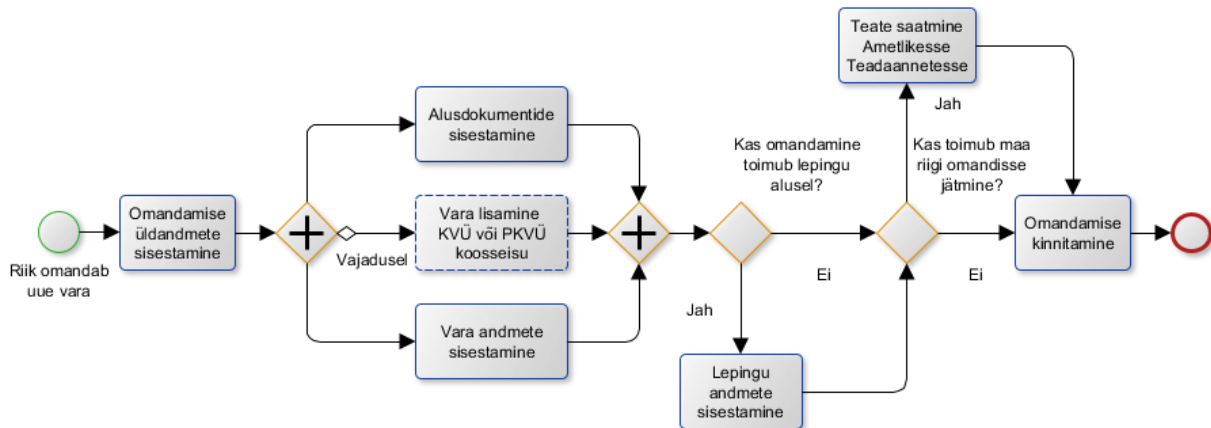 Riik omandab
uue vara
Omandamise
üldandmete
sisestamine
Alusdokumentide
sisestamine
Vajadusel
Vara lisamine
KVÜ või PKVÜ
koosseisu
Vara andmete
sisestamine
Kas omandamine
toimub lepingu
alusel?
Jah
Ei
Lepingu
andmete
sisestamine
Kas toimub maa
riigi omandisse
jätmine?
Jah
Ei
Teate saatmine
Ametlikesse
Teadaannetesse
Omandamise
kinnitamine